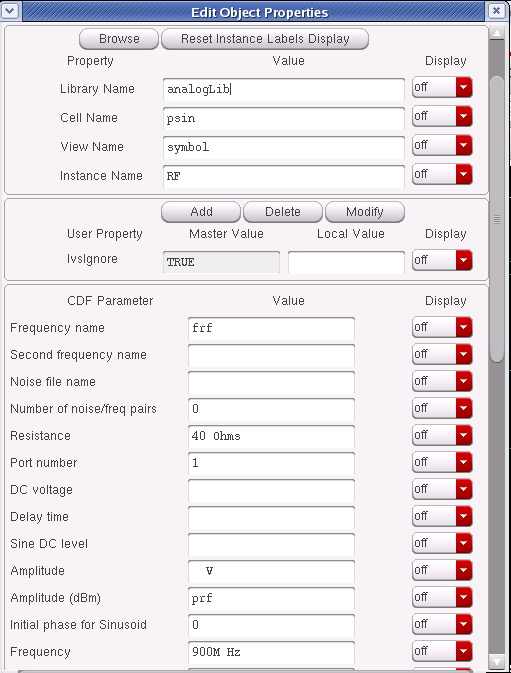 Edit Object Properties
Browse Reset Instance Labels Display
Property Value Display
Library Name analogLib off
Cell Name psin off
View Name symbol off
Instance Name RF off
Add Delete Modify
User Property Master Value Local Value Display
lvsIgnore TRUE off
CDF Parameter Value Display
Frequency name frf off
Second frequency name off
Noise file name off
Number of noise/freq pairs 0 off
Resistance 40 Ohms off
Port number 1 off
DC voltage off
Delay time off
Sine DC level off
Amplitude V off
Amplitude (dBm) prf off
Initial phase for Sinusoid 0 off
Frequency 900M Hz off